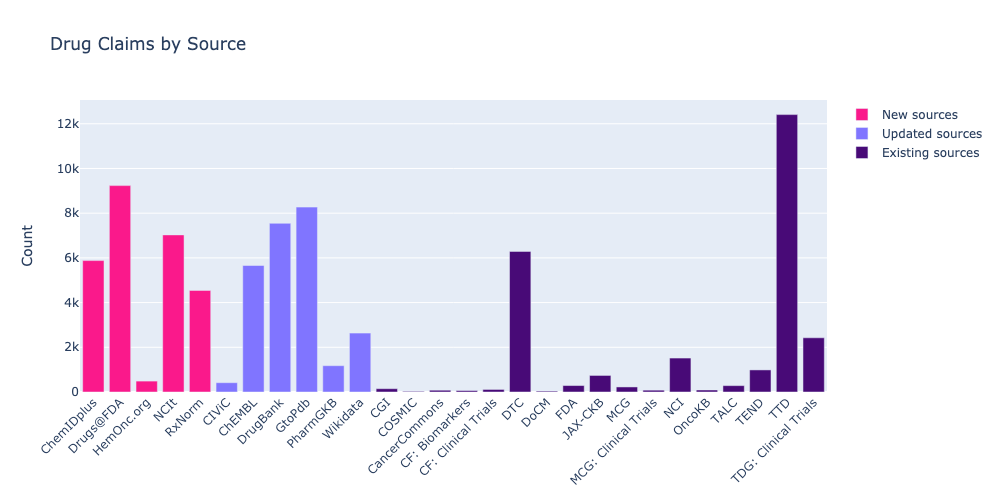 Drug Claims by Source
New sources
Updated sources
Existing sources
Count
12k
10k
8k
6k
4k
2k
0
ChemIDplus
Drugs@FDA
HemOnc.org
NCIt
RxNorm
CIViC
ChEMBL
DrugBank
GtoPdb
PharmGKB
Wikidata
CGI
COSMIC
CancerCommons
CF: Biomarkers
CF: Clinical Trials
DTC
DoCM
FDA
JAX-CKB
MCG
MCG: Clinical Trials
NCI
OncoKB
TALC
TEND
TTD
TDG: Clinical Trials